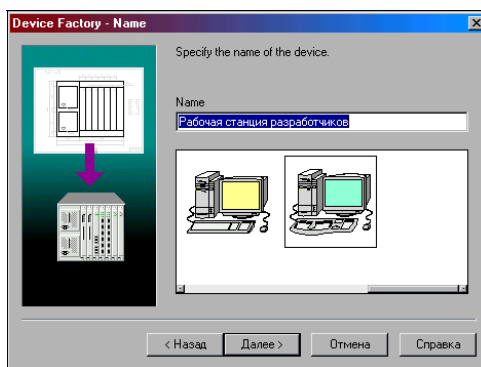 Device Factory - Name
Specify the name of the device.
Name
Рабочая станция разработчиков
< Назад
Далее >
Отмена
Справка